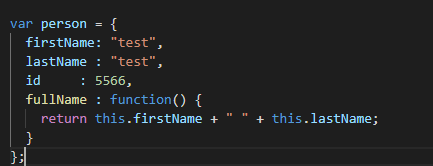 var person = {
  firstName: "test",
  lastName : "test",
  id     : 5566,
  fullName : function() {
    return this.firstName + " " + this.lastName;
  }
};